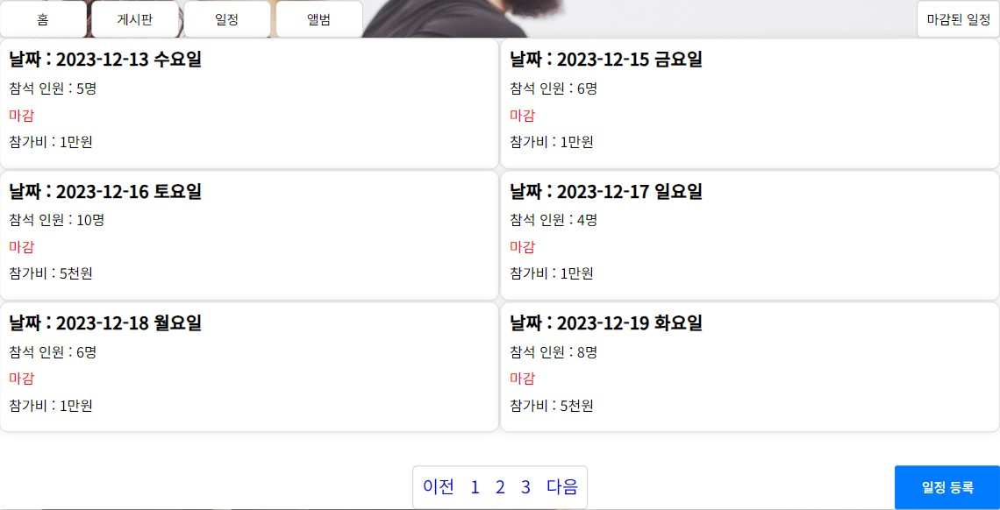 홈 게시판 일정 앨범 마감된 일정
날짜 : 2023-12-13 수요일
참석 인원 : 5명
마감
참가비 : 1만원
날짜 : 2023-12-15 금요일
참석 인원 : 6명
마감
참가비 : 1만원
날짜 : 2023-12-16 토요일
참석 인원 : 10명
마감
참가비 : 5천원
날짜 : 2023-12-17 일요일
참석 인원 : 4명
마감
참가비 : 1만원
날짜 : 2023-12-18 월요일
참석 인원 : 6명
마감
참가비 : 1만원
날짜 : 2023-12-19 화요일
참석 인원 : 8명
마감
참가비 : 5천원
이전 1 2 3 다음
일정 등록